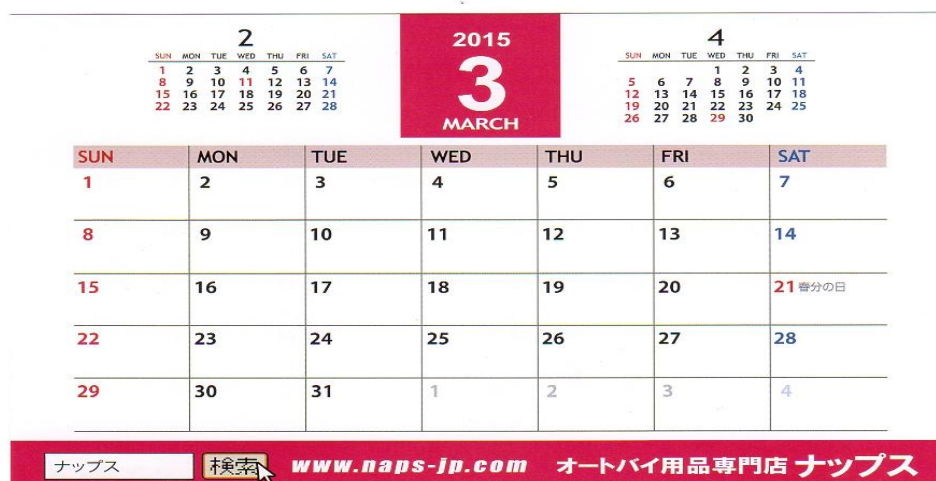 2
SUN MON TUE WED THU FRI SAT
1 2 3 4 5 6 7
8 9 10 11 12 13 14
15 16 17 18 19 20 21
22 23 24 25 26 27 28
2015
3
MARCH
4
SUN MON TUE WED THU FRI SAT
1 2 3 4
5 6 7 8 9 10 11
12 13 14 15 16 17 18
19 20 21 22 23 24 25
26 27 28 29 30
SUN MON TUE WED THU FRI SAT
1 2 3 4 5 6 7
8 9 10 11 12 13 14
15 16 17 18 19 20 21 春分の日
22 23 24 25 26 27 28
29 30 31 1 2 3 4
ナップス 検索 www.naps-jp.com オートバイ用品専門店 ナップス